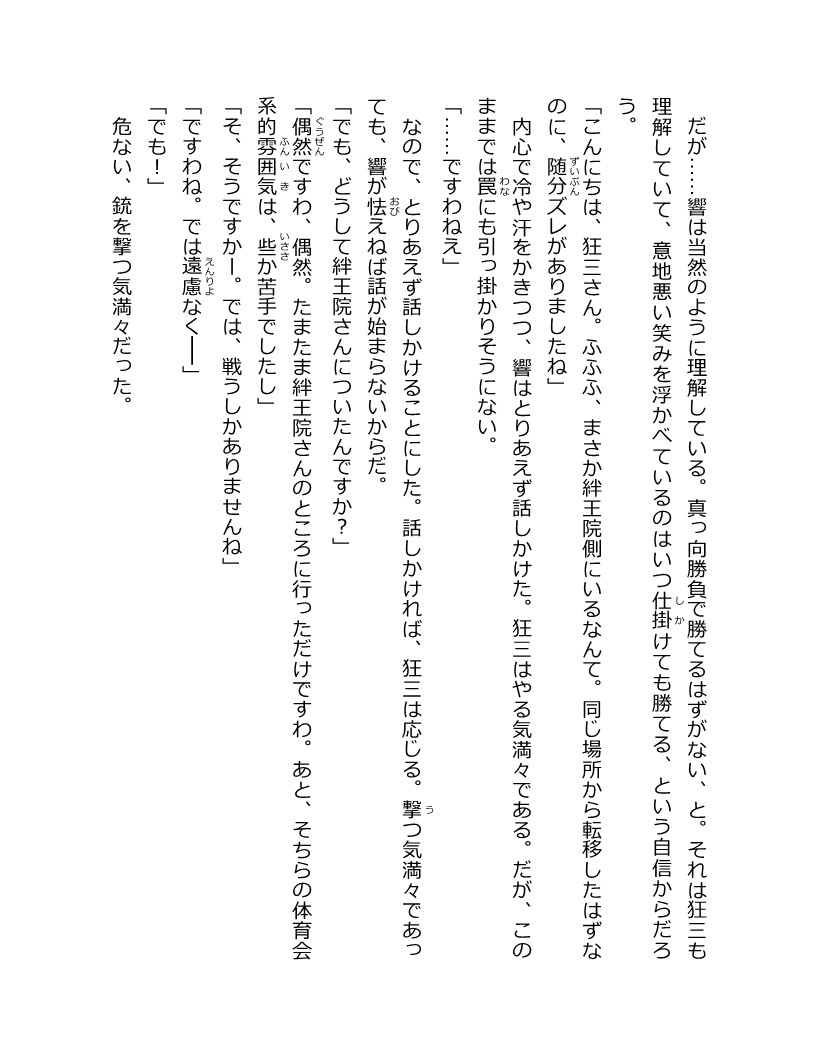 だが……響は当然のように理解している。真っ向勝負で勝てるはずがない、と。それは狂三も
理解していて、意地悪い笑みを浮かべているのはいつ仕掛けても勝てる、という自信からだろ
う。
「こんにちは、狂三さん。ふふふ、まさか絆王院側にいるなんて。同じ場所から転移したはずな
のに、随分ズレがありましたね」
内心で冷や汗をかきつつ、響はとりあえず話しかけた。狂三はやる気満々である。だが、この
ままでは罠にも引っ掛かりそうにない。
「……ですわねえ」
なので、とりあえず話しかけることにした。話しかければ、狂三は応じる。撃つ気満々であっ
ても、響が怯えねば話が始まらないからだ。
「でも、どうして絆王院さんについたんですか？」
「偶然ですわ、偶然。たまたま絆王院さんのところに行っただけですわ。あと、そちらの体育会
系的雰囲気は、些か苦手でしたし」
「そ、そうですかー。では、戦うしかありませんね」
「ですわね。では遠慮なく――」
「でも！」
危ない、銃を撃つ気満々だった。